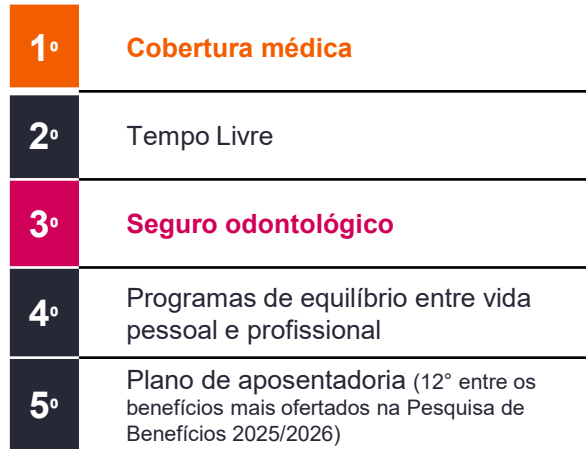 1º Cobertura médica
2º Tempo Livre
3º Seguro odontológico
4º Programas de equilíbrio entre vida
pessoal e profissional
5º Plano de aposentadoria (12° entre os
benefícios mais ofertados na Pesquisa de
Benefícios 2025/2026)